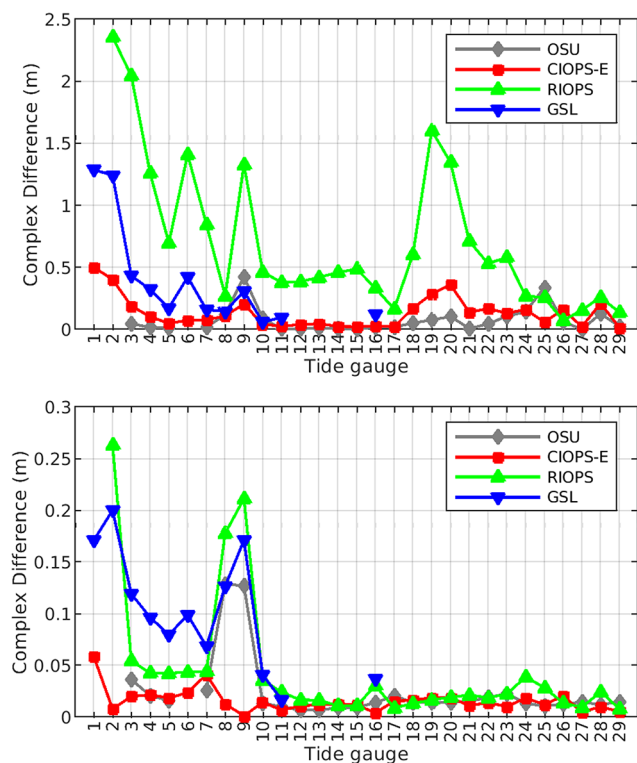 2.5
2
1.5
1
0.5
0
Complex Difference (m)
OSU
CIOPS-E
RIOPS
GSL
1 2 3 4 5 6 7 8 9 10 11 12 13 14 15 16 17 18 19 20 21 22 23 24 25 26 27 28 29
Tide gauge
0.3
0.25
0.2
0.15
0.1
0.05
0
Complex Difference (m)
OSU
CIOPS-E
RIOPS
GSL
1 2 3 4 5 6 7 8 9 10 11 12 13 14 15 16 17 18 19 20 21 22 23 24 25 26 27 28 29
Tide gauge